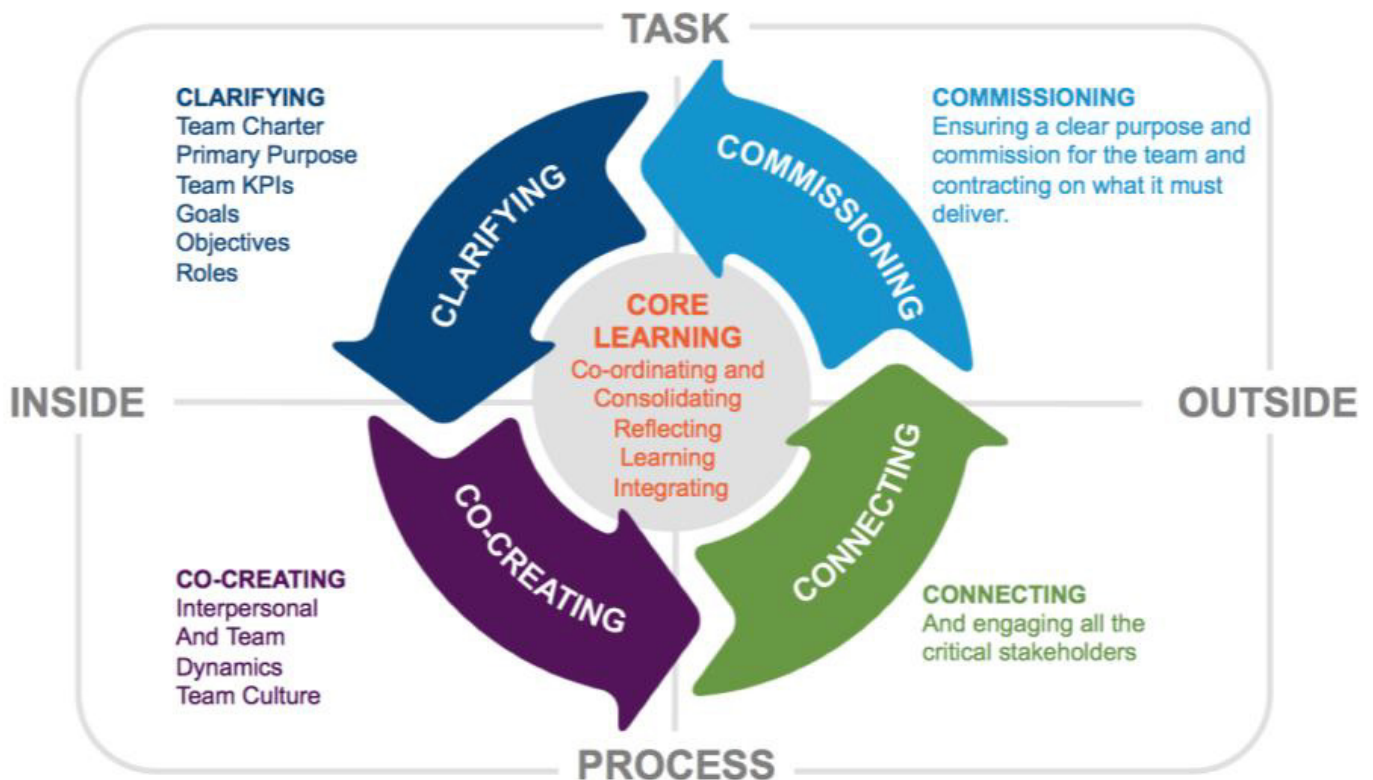 TASK
CLARIFYING
Team Charter
Primary Purpose
Team KPIs
Goals
Objectives
Roles
COMMISSIONING
Ensuring a clear purpose and
commission for the team and
contracting on what it must
deliver.
CLARIFYING
COMMISSIONING
CORE
LEARNING
Co-ordinating and
Consolidating
Reflecting
Learning
Integrating
INSIDE
OUTSIDE
CO-CREATING
CONNECTING
CO-CREATING
Interpersonal
And Team
Dynamics
Team Culture
CONNECTING
And engaging all the
critical stakeholders
PROCESS